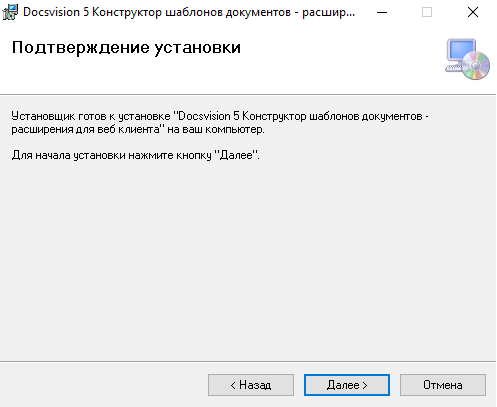 Docsvision 5 Конструктор шаблонов документов - расшир...
Подтверждение установки
Установщик готов к установке "Docsvision 5 Конструктор шаблонов документов -
расширения для веб клиента" на ваш компьютер.
Для начала установки нажмите кнопку "Далее".
< Назад
Далее >
Отмена